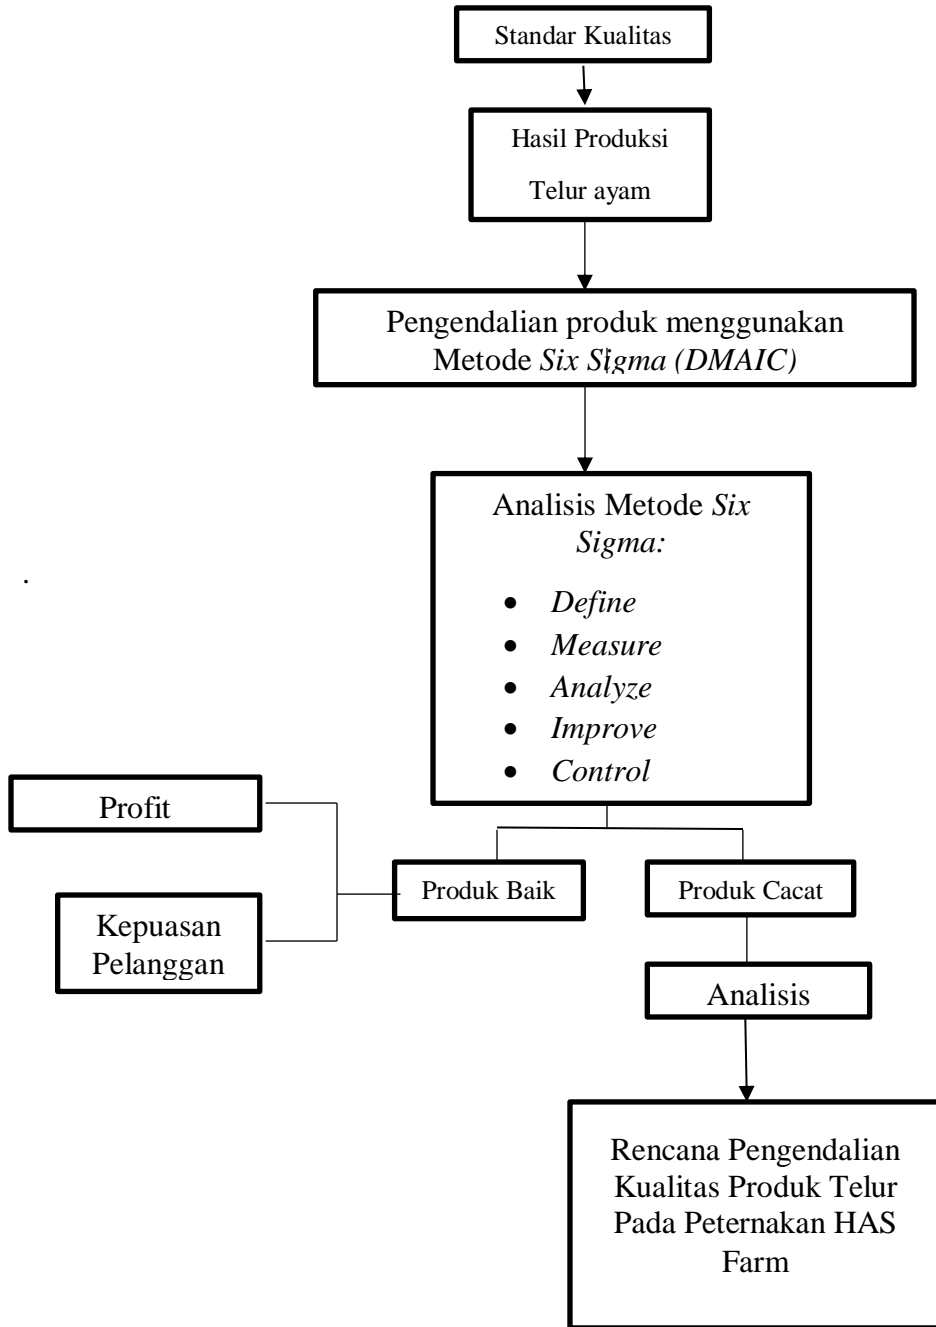 Standar Kualitas
Hasil Produksi
Telur ayam
Pengendalian produk menggunakan
Metode Six Sigma (DMAIC)
Analisis Metode Six
Sigma:
.
• Define
• Measure
• Analyze
• Improve
• Control
Profit
Kepuasan
Pelanggan
Produk Baik
Produk Cacat
Analisis
Rencana Pengendalian
Kualitas Produk Telur
Pada Peternakan HAS
Farm